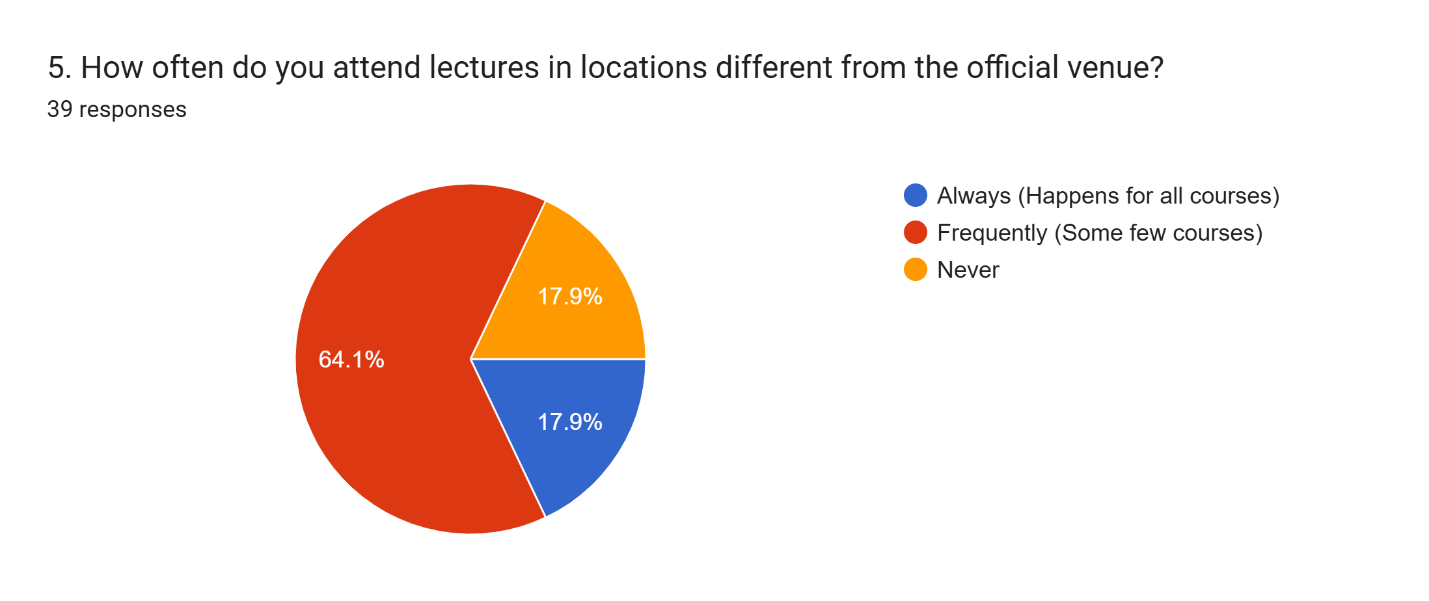 5. How often do you attend lectures in locations different from the official venue?
39 responses
Always (Happens for all courses)
Frequently (Some few courses)
Never
17.9%
64.1%
17.9%